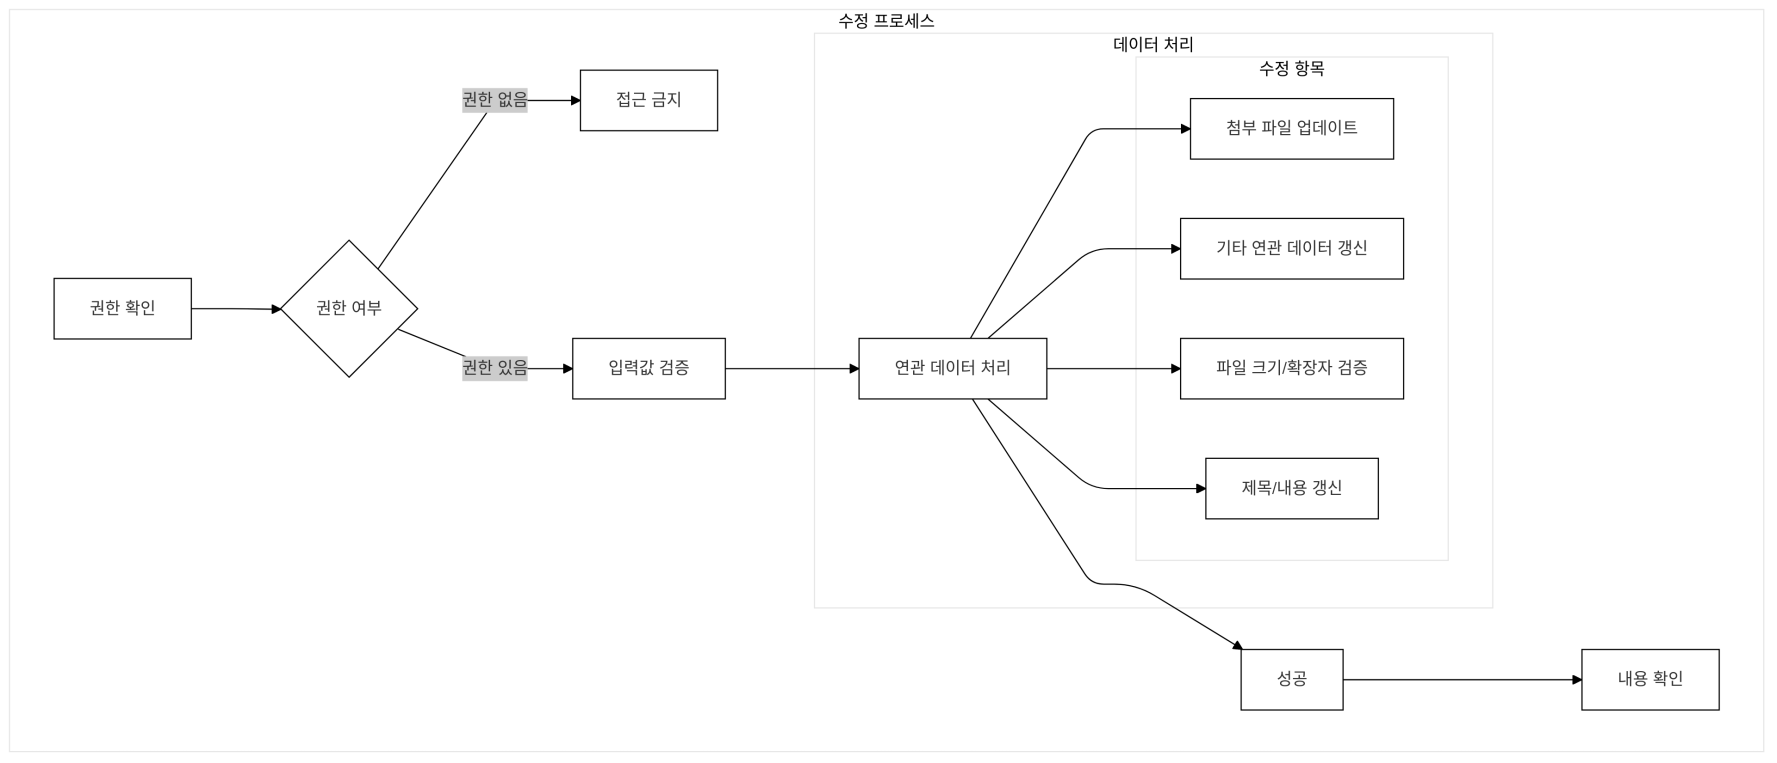 수정 프로세스
데이터 처리
수정 항목
권한 없음
접근 금지
첨부 파일 업데이트
기타 연관 데이터 갱신
권한 확인
권한 여부
권한 있음
입력값 검증
연관 데이터 처리
파일 크기/확장자 검증
제목/내용 갱신
성공
내용 확인